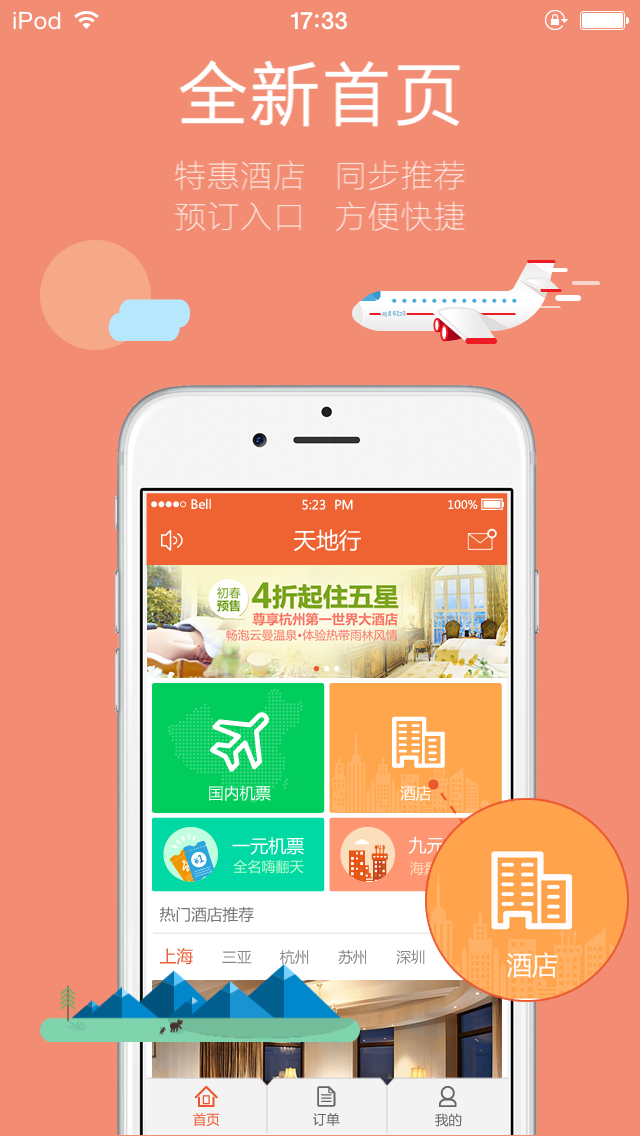 iPod 17:33
全新首页
特惠酒店 同步推荐
预订入口 方便快捷
Bell 5:23 PM 100%
天地行
初春
预售
4折起住五星
尊享杭州第一世界大酒店
畅泡云曼温泉•体验热带雨林风情
国内机票
酒店
一元机票
全名嗨翻天
¥1
九元
海景
酒店
热门酒店推荐
上海 三亚 杭州 苏州 深圳
首页 订单 我的